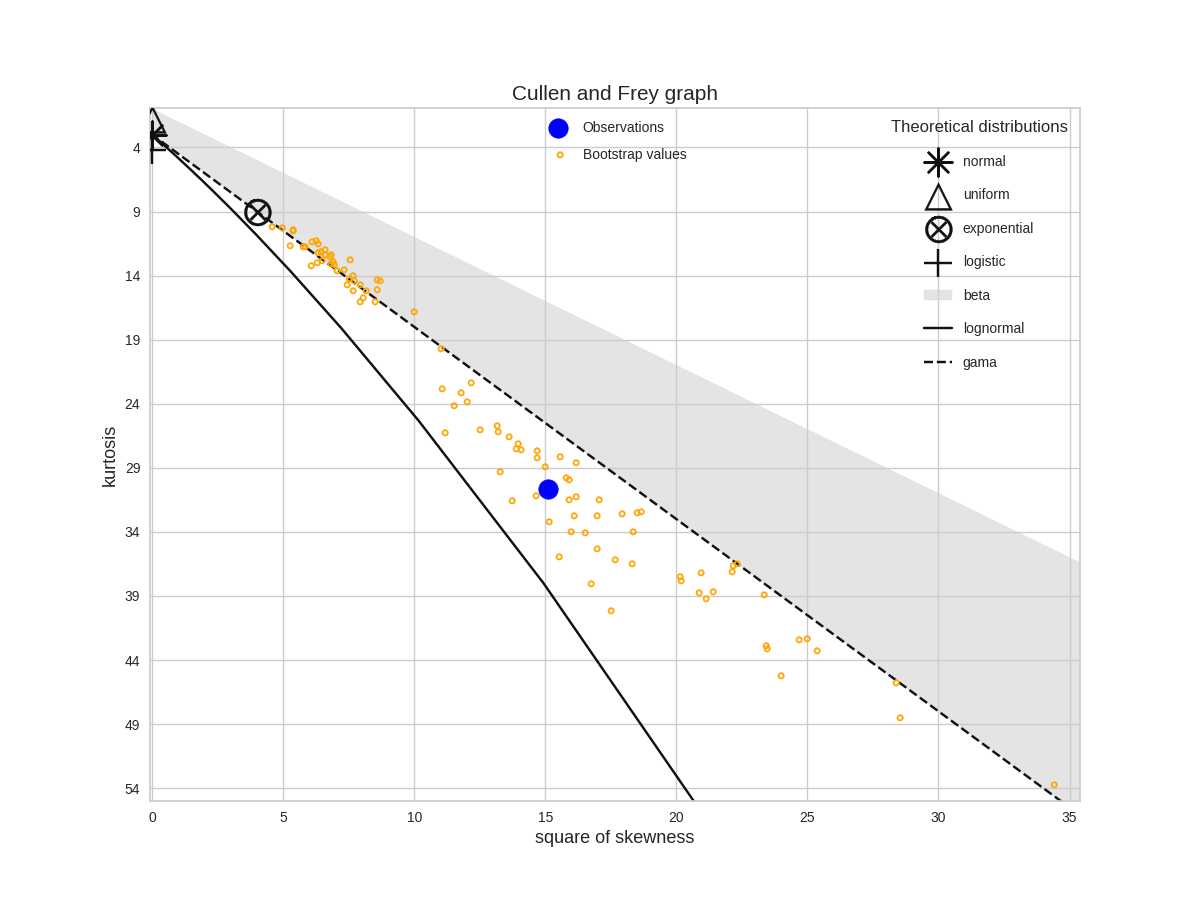 Cullen and Frey graph
Observations
Bootstrap values
Theoretical distributions
normal
uniform
exponential
logistic
beta
lognormal
gama
kurtosis
4
9
14
19
24
29
34
39
44
49
54
0 5 10 15 20 25 30 35
square of skewness